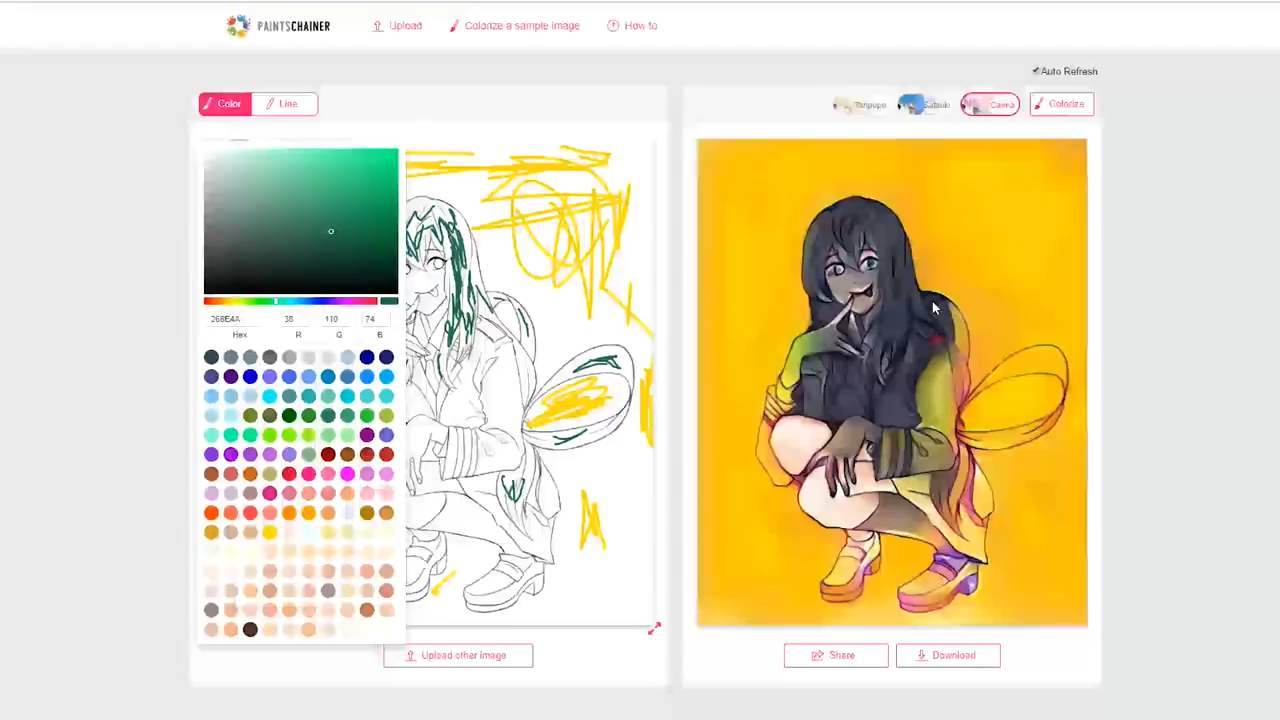 PAINTSCHAINER
Upload
Colorize a sample image
How to
Auto Refresh
Color
Line
Tanpopo
Satsuki
Canna
Colorize
266E4A
38
110
74
Hex
R
G
B
Upload other image
Share
Download